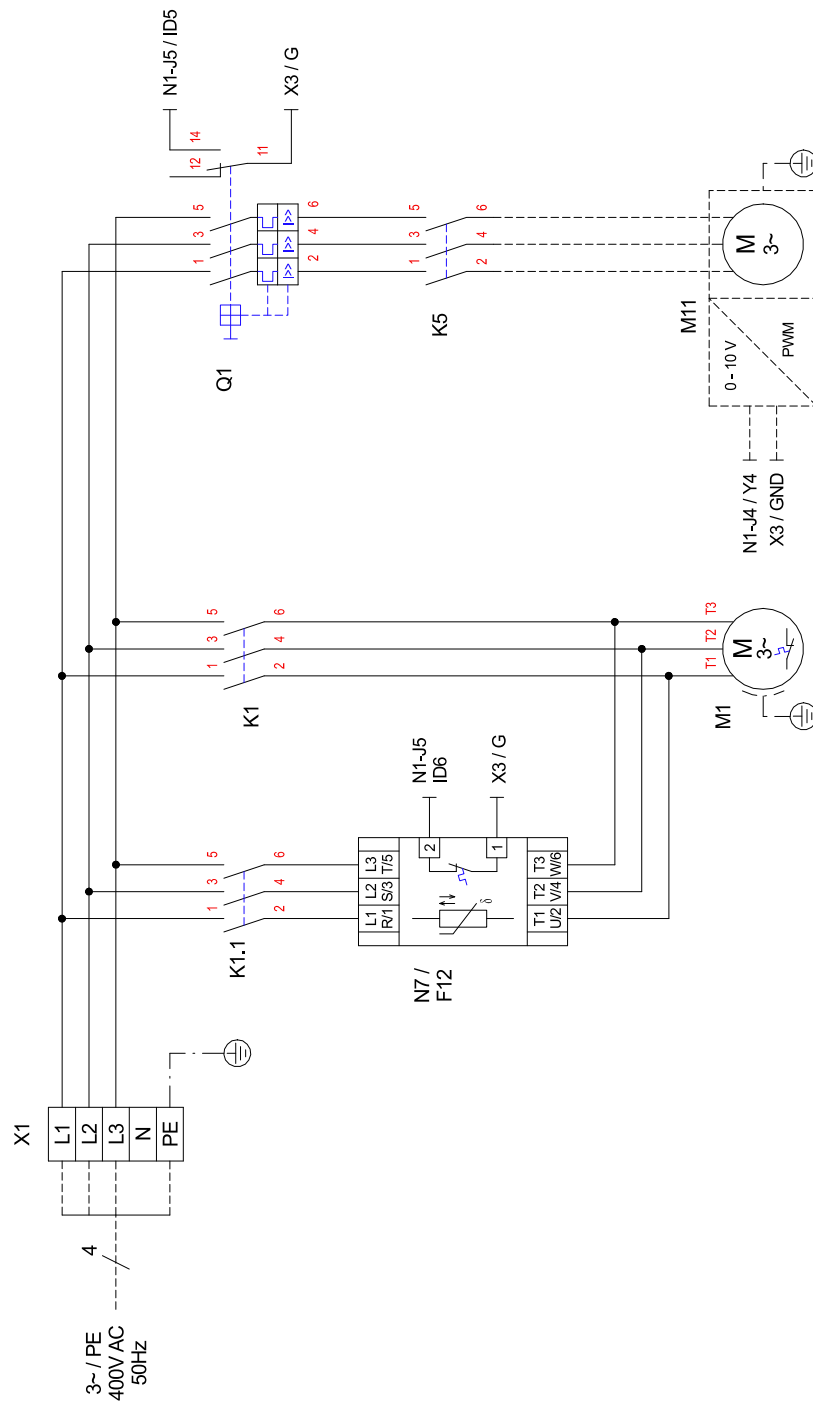 3~ / PE
400V AC
50Hz
4
X1
L1
L2
L3
N
PE
K1.1
1
3
5
2
4
6
N7 /
F12
L1
L2
L3
R/1
S/3
T/5
δ
2
1
N1-J5
ID6
X3 / G
T1
T2
T3
U/2
V/4
W/6
K1
1
3
5
2
4
6
M1
T1
T2
T3
M
3~
Q1
1
3
5
12
14
11
N1-J5 / ID5
X3 / G
I>>
I>>
I>>
2
4
6
K5
1
3
5
2
4
6
M11
0 - 10 V
PWM
M
3~
N1-J4 / Y4
X3 / GND